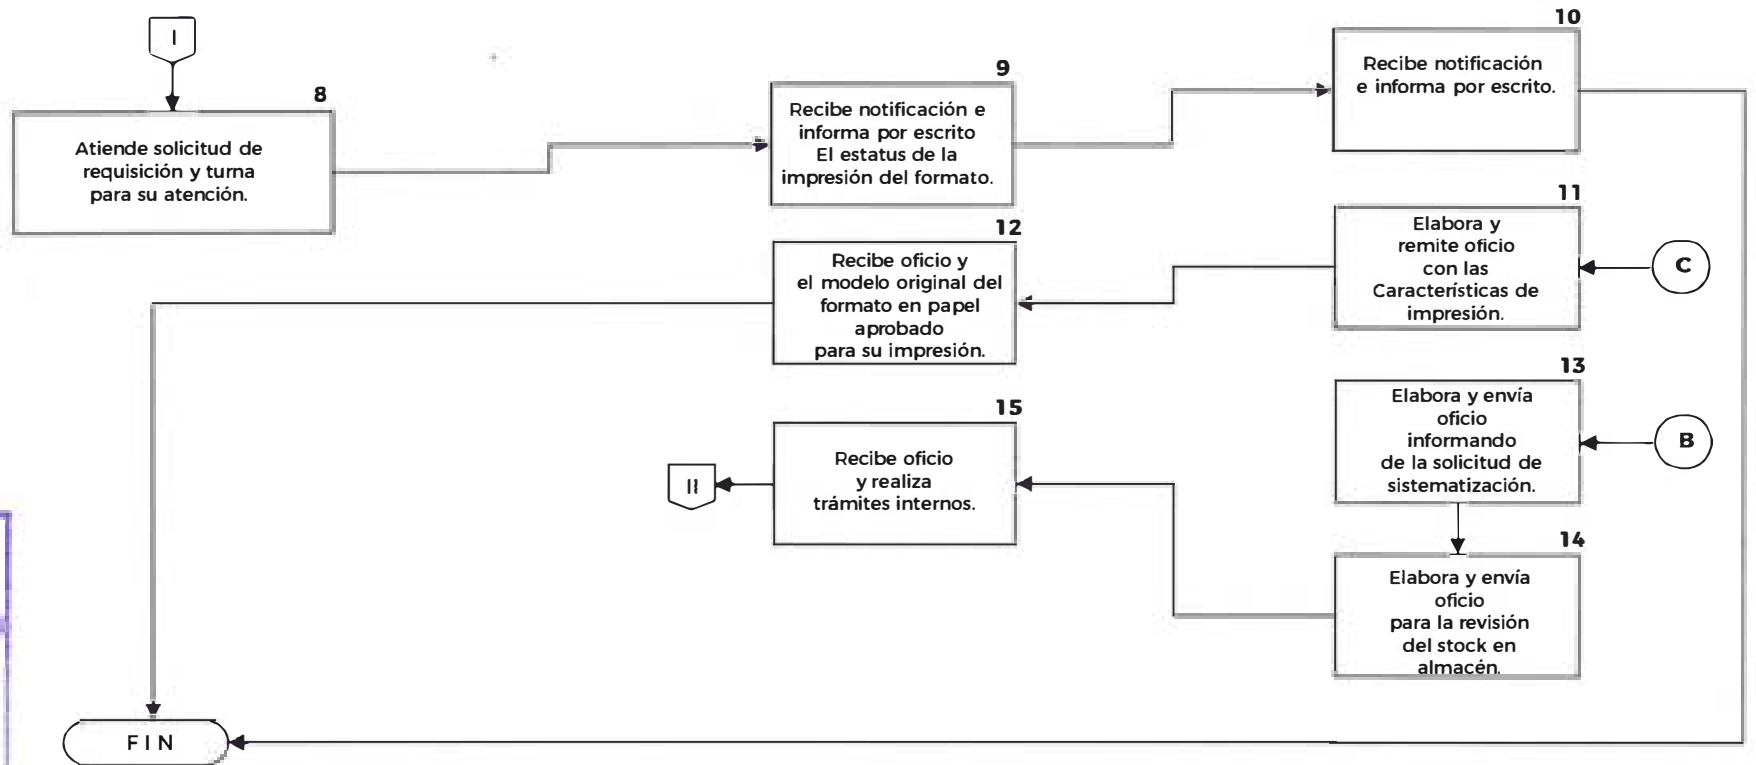 I
8
Atiende solicitud de
requisición y turna
para su atención.
9
Recibe notificación e
informa por escrito
El estatus de la
impresión del formato.
10
Recibe notificación
e informa por escrito.
11
Elabora y
remite oficio
con las
Características de
impresión.
C
12
Recibe oficio y
el modelo original del
formato en papel
aprobado
para su impresión.
13
Elabora y envía
oficio
informando
de la solicitud de
sistematización.
B
14
Elabora y envía
oficio
para la revisión
del stock en
almacén.
15
Recibe oficio
y realiza
trámites internos.
II
FIN